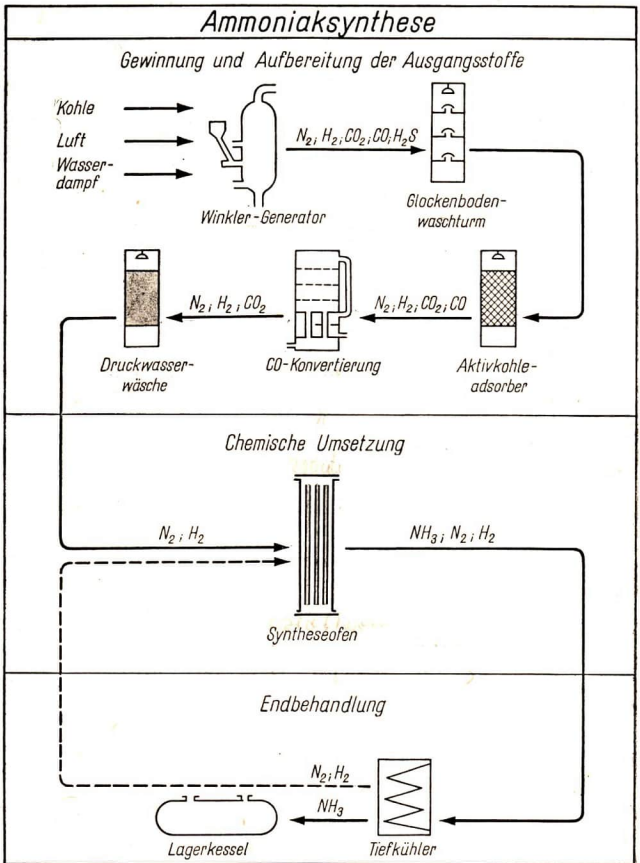 Ammoniaksynthese
Gewinnung und Aufbereitung der Ausgangsstoffe
Kohle
Luft
Wasser-
dampf
N₂; H₂; CO₂; CO; H₂S
Winkler-Generator
Glockenboden-
waschturm
N₂; H₂; CO₂
N₂; H₂; CO₂; CO
Druckwasser-
wäsche
CO-Konvertierung
Aktivkohle-
adsorber
Chemische Umsetzung
N₂; H₂
NH₃; N₂; H₂
Syntheseofen
Endbehandlung
N₂; H₂
NH₃
Lagerkessel
Tiefkühler